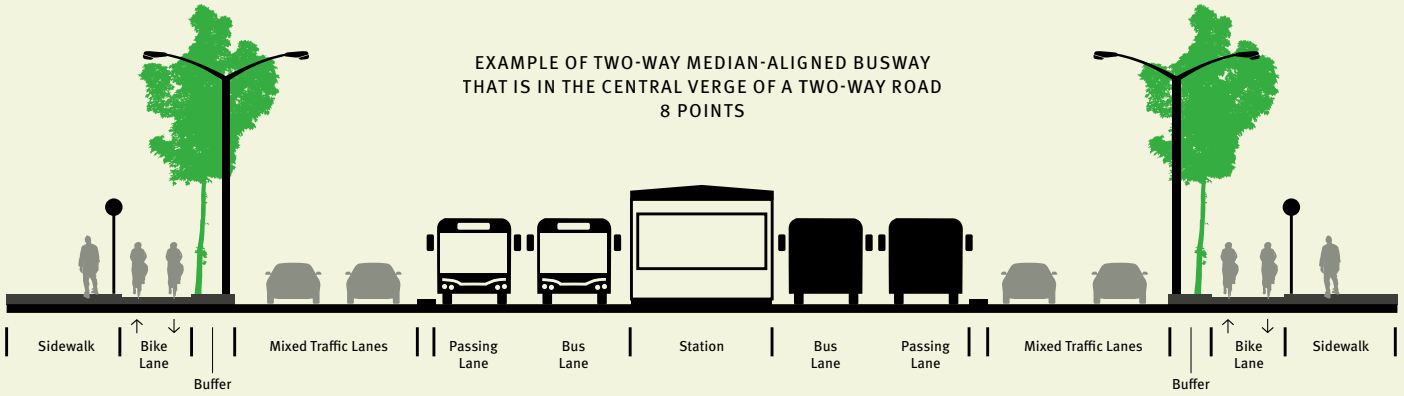 EXAMPLE OF TWO-WAY MEDIAN-ALIGNED BUSWAY
THAT IS IN THE CENTRAL VERGE OF A TWO-WAY ROAD
8 POINTS
Sidewalk
Bike
Lane
Buffer
Mixed Traffic Lanes
Passing
Lane
Bus
Lane
Station
Bus
Lane
Passing
Lane
Mixed Traffic Lanes
Buffer
Bike
Lane
Sidewalk